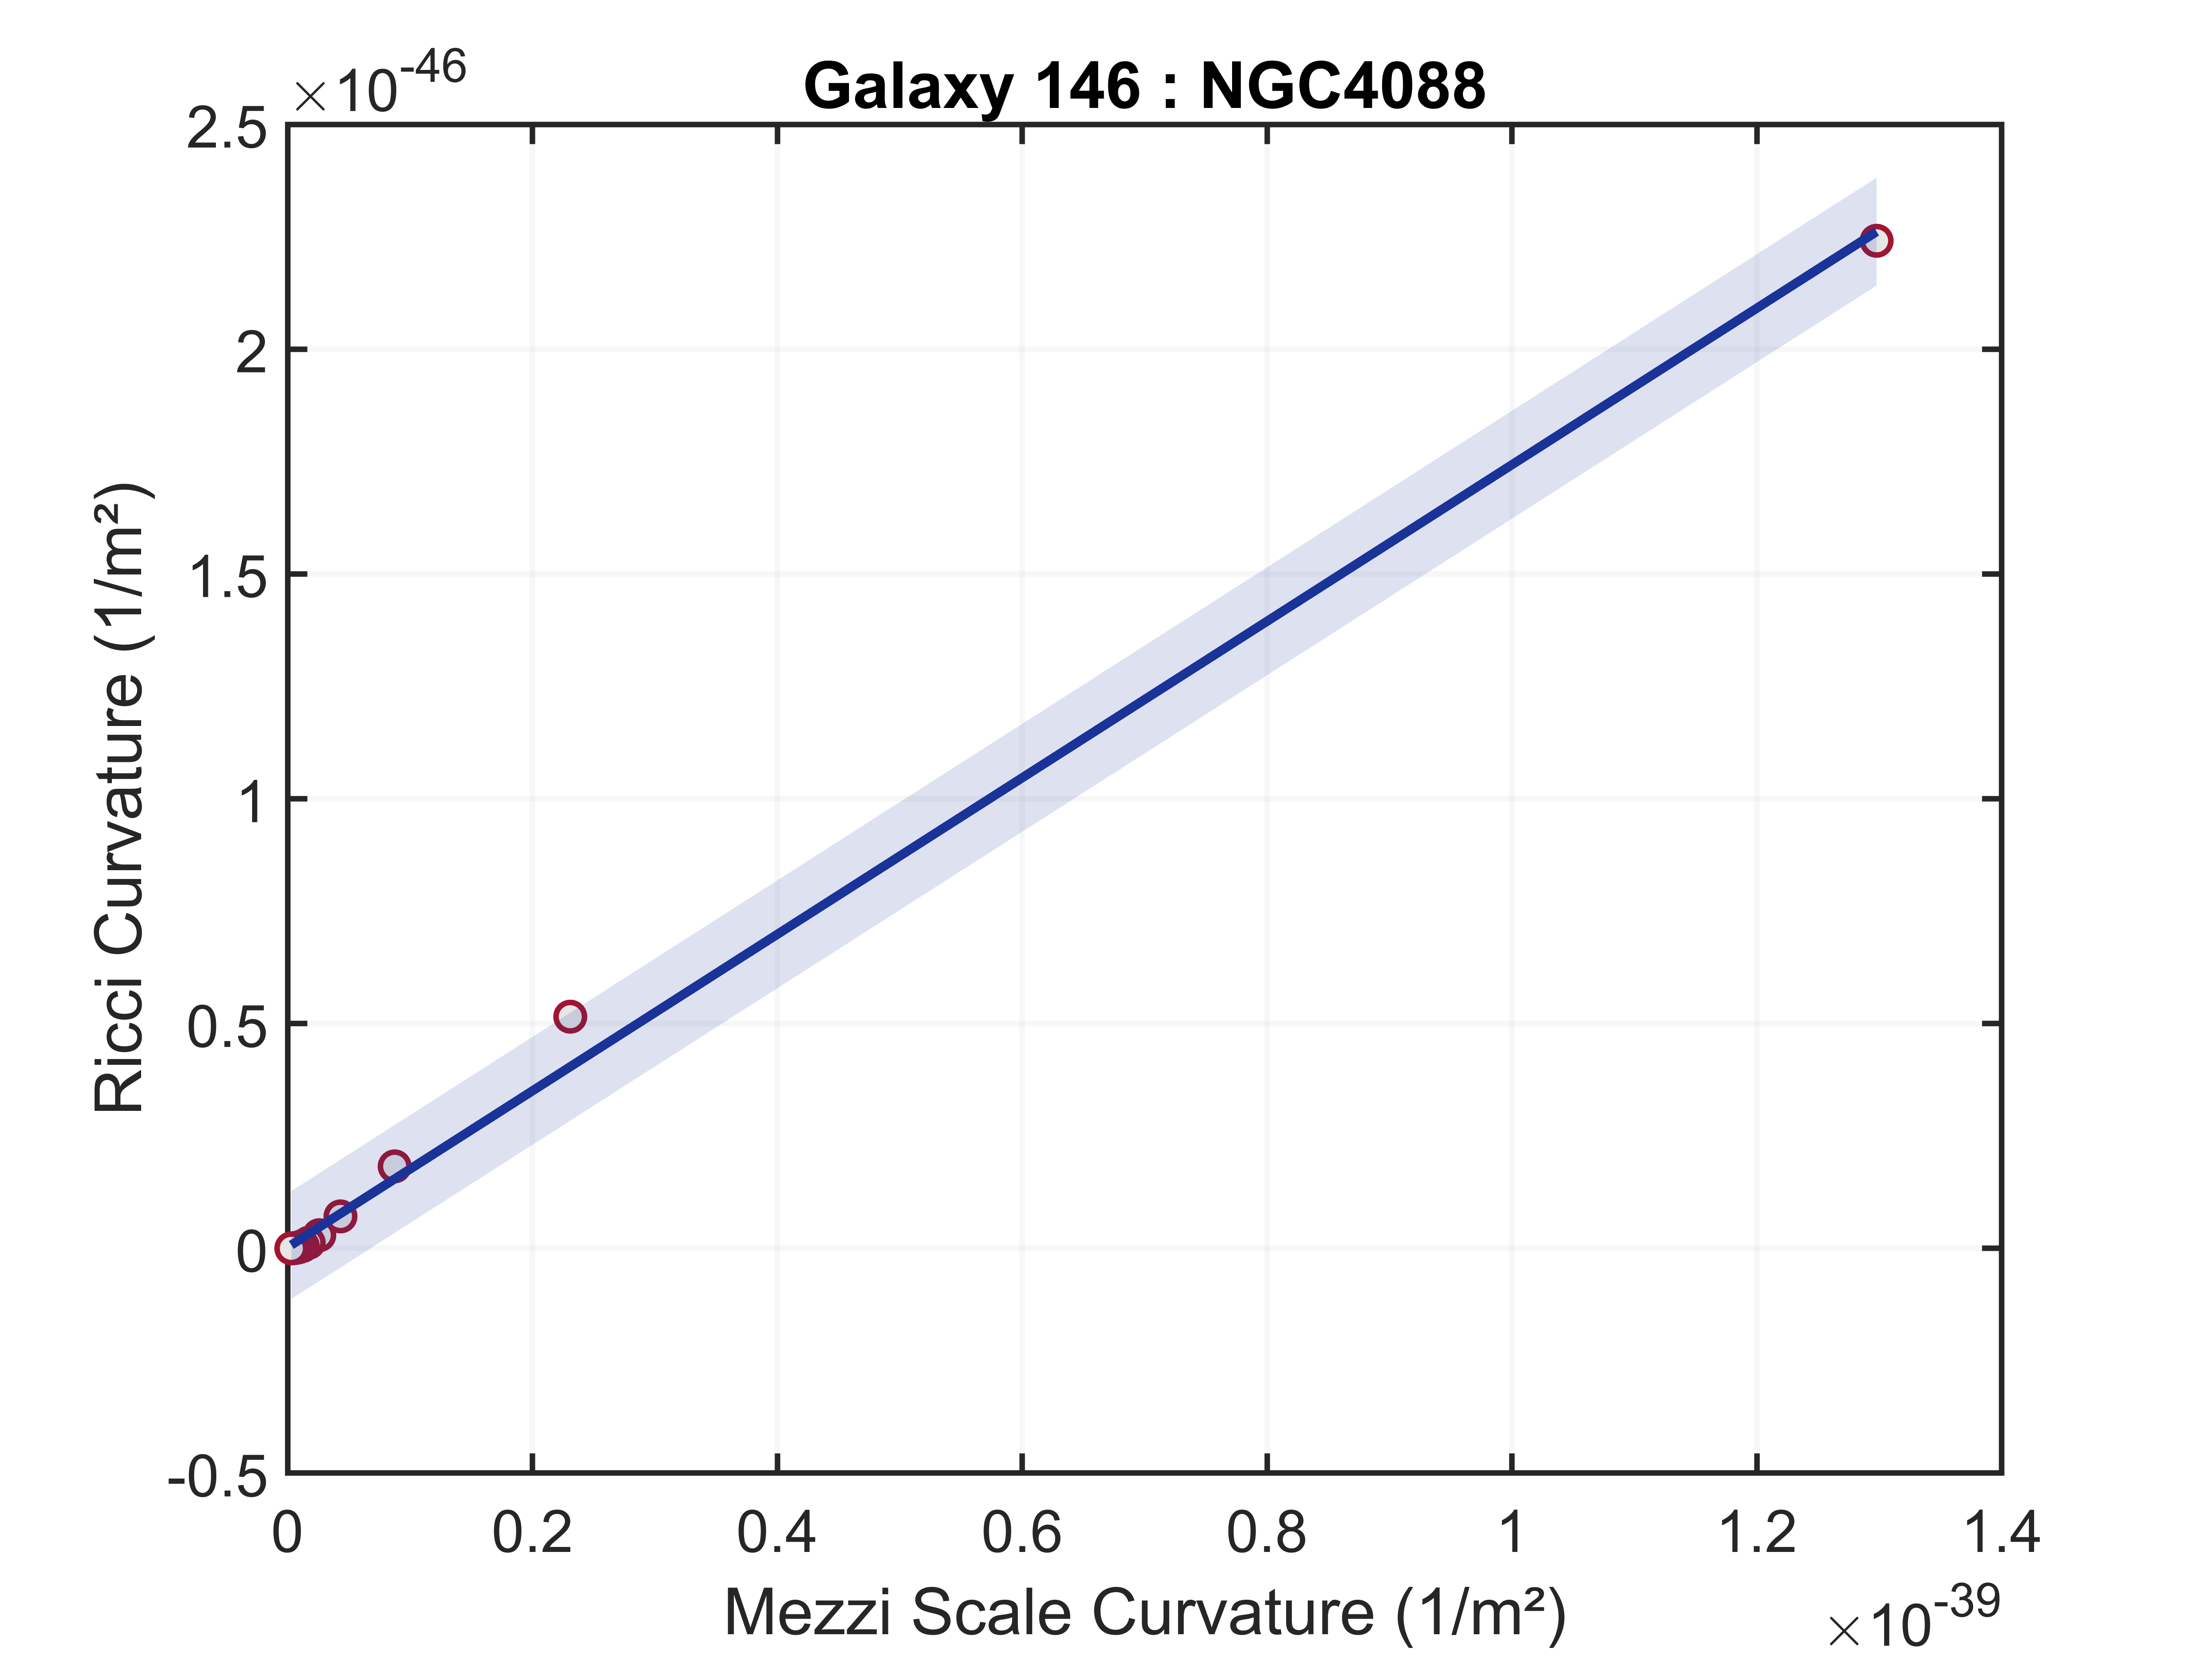 Galaxy 146 : NGC4088
×10⁻⁴⁶
2.5
2
1.5
1
0.5
0
-0.5
Ricci Curvature (1/m²)
0 0.2 0.4 0.6 0.8 1 1.2 1.4
Mezzi Scale Curvature (1/m²)
×10⁻³⁹